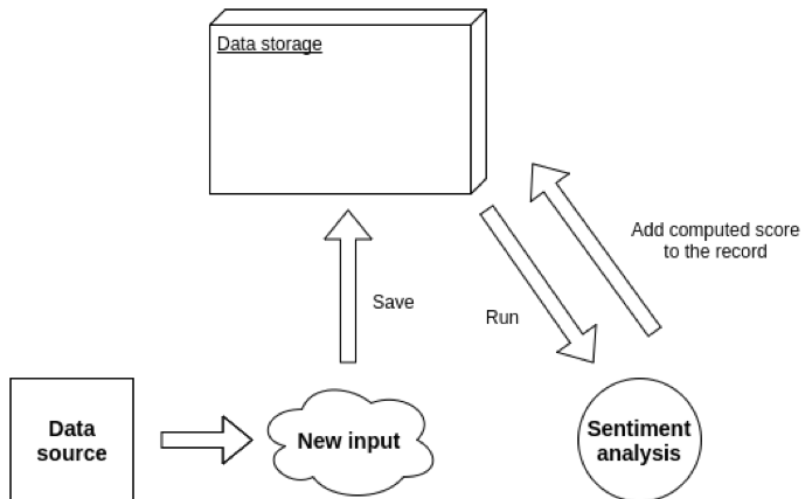 Data storage
Add computed score
to the record
Save
Run
Data
source
New input
Sentiment
analysis